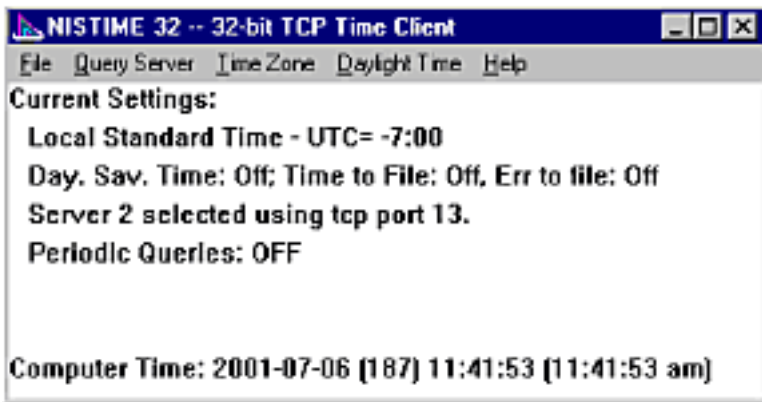 NISTIME 32 -- 32-bit TCP Time Client
File Query Server Time Zone Daylight Time Help
Current Settings:
Local Standard Time - UTC= -7:00
Day. Sav. Time: Off; Time to File: Off, Err to file: Off
Server 2 selected using tcp port 13.
Periodic Queries: OFF
Computer Time: 2001-07-06 (187) 11:41:53 (11:41:53 am)